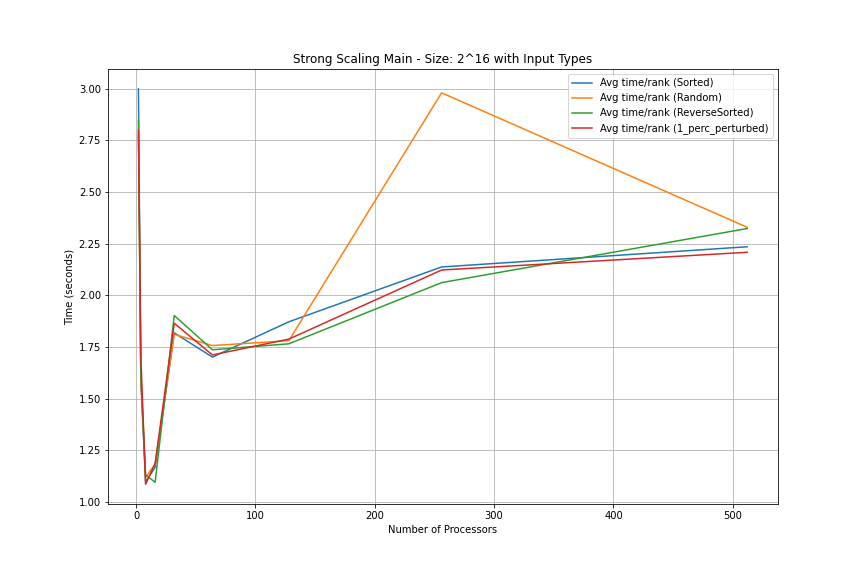 Strong Scaling Main - Size: 2^16 with Input Types
Avg time/rank (Sorted)
Avg time/rank (Random)
Avg time/rank (ReverseSorted)
Avg time/rank (1_perc_perturbed)
Time (seconds)
3.00
2.75
2.50
2.25
2.00
1.75
1.50
1.25
1.00
0
100
200
300
400
500
Number of Processors